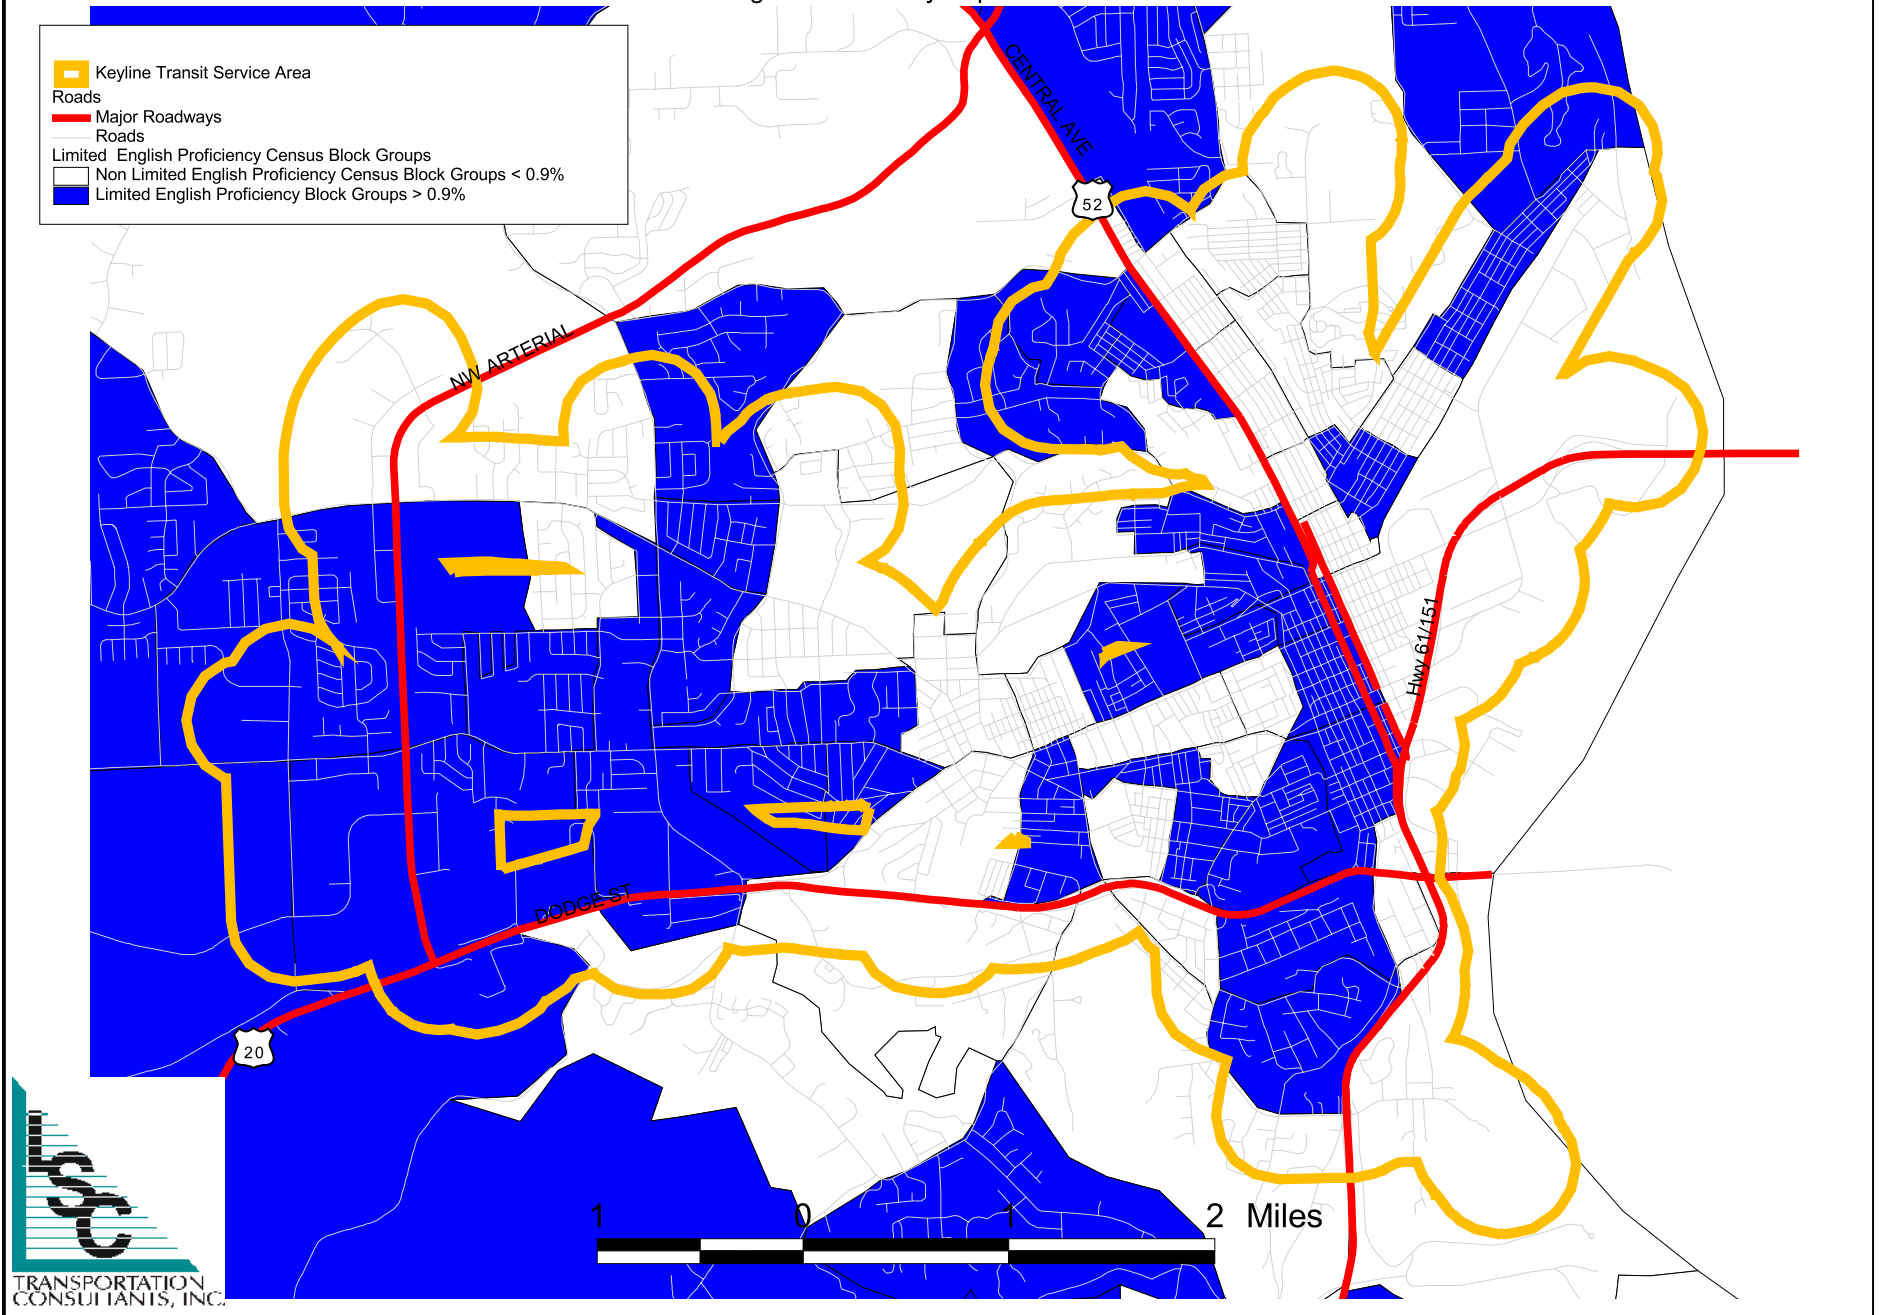 Keyline Transit Service Area
Roads
Major Roadways
Roads
Limited English Proficiency Census Block Groups
Non Limited English Proficiency Census Block Groups < 0.9%
Limited English Proficiency Block Groups > 0.9%
CENTRAL AVE
52
NW ARTERIAL
Hwy 61/151
DODGE ST
20
1 0 1 2 Miles
LSC
TRANSPORTATION
CONSULTANTS, INC.